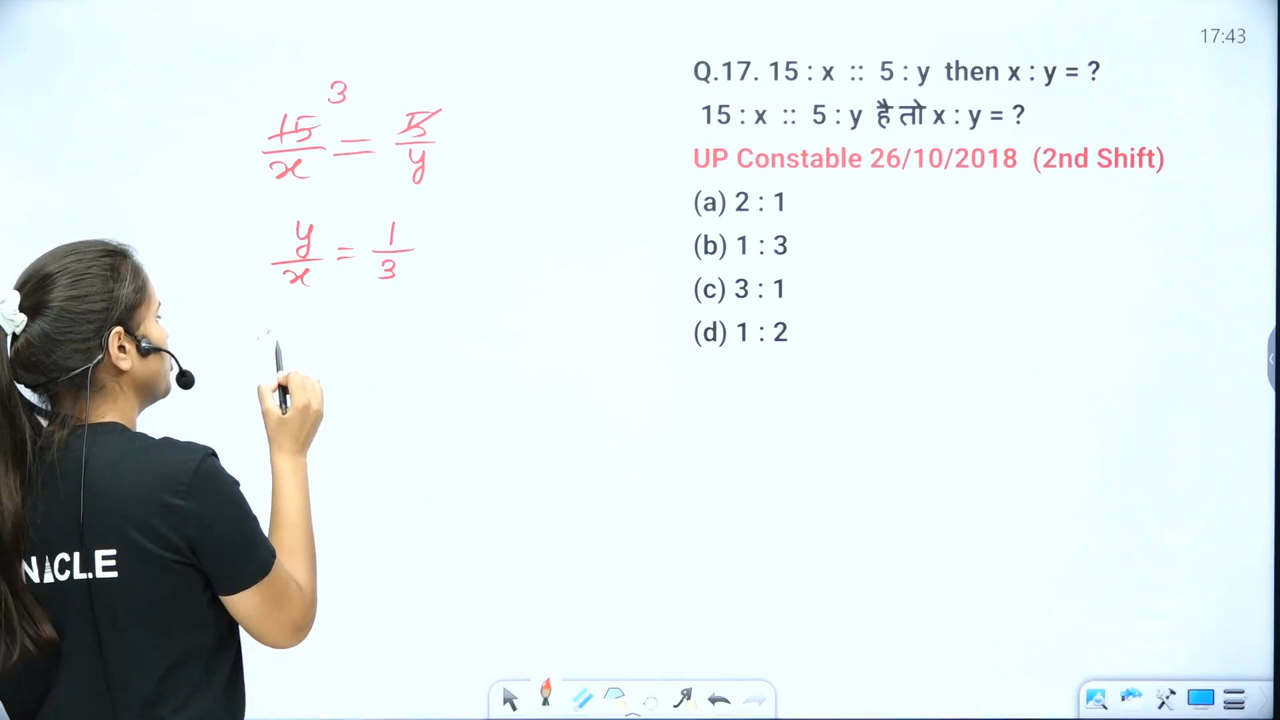 17:43
Q.17. 15 : x :: 5 : y then x : y = ?
15 : x :: 5 : y है तो x : y = ?
UP Constable 26/10/2018 (2nd Shift)
(a) 2 : 1
(b) 1 : 3
(c) 3 : 1
(d) 1 : 2
3
15/x = 5/y
y/x = 1/3
NACLE